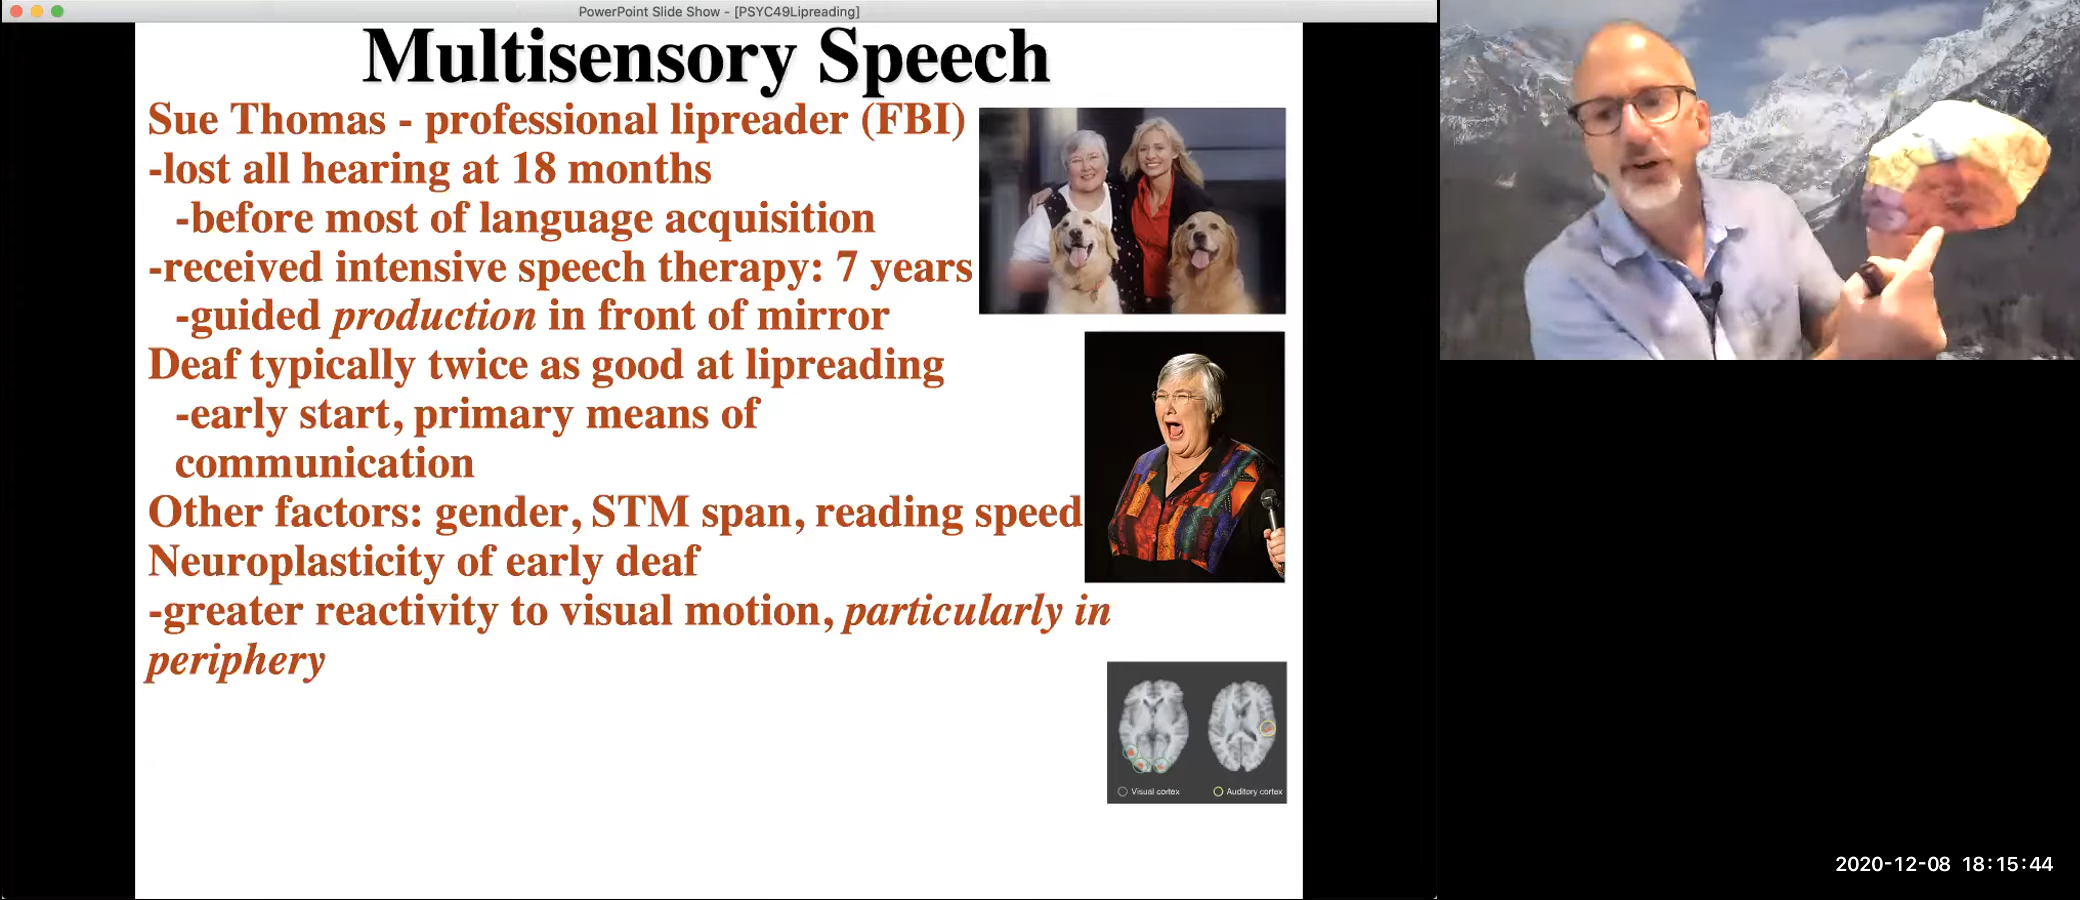 PowerPoint Slide Show - [PSYC49Lipreading]
Multisensory Speech
Sue Thomas - professional lipreader (FBI)
-lost all hearing at 18 months
-before most of language acquisition
-received intensive speech therapy: 7 years
-guided production in front of mirror
Deaf typically twice as good at lipreading
-early start, primary means of
communication
Other factors: gender, STM span, reading speed
Neuroplasticity of early deaf
-greater reactivity to visual motion, particularly in
periphery
Visual cortex
Auditory cortex
2020-12-08 18:15:44